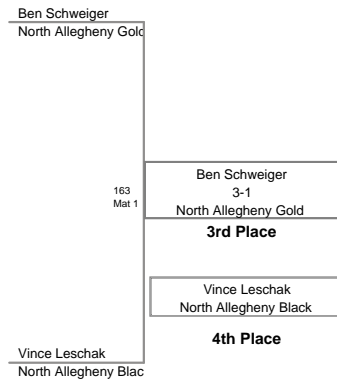 Ben Schweiger
North Allegheny Gold
Ben Schweiger
163
3-1
Mat 1
North Allegheny Gold
3rd Place
Vince Leschak
North Allegheny Black
4th Place
Vince Leschak
North Allegheny Blac